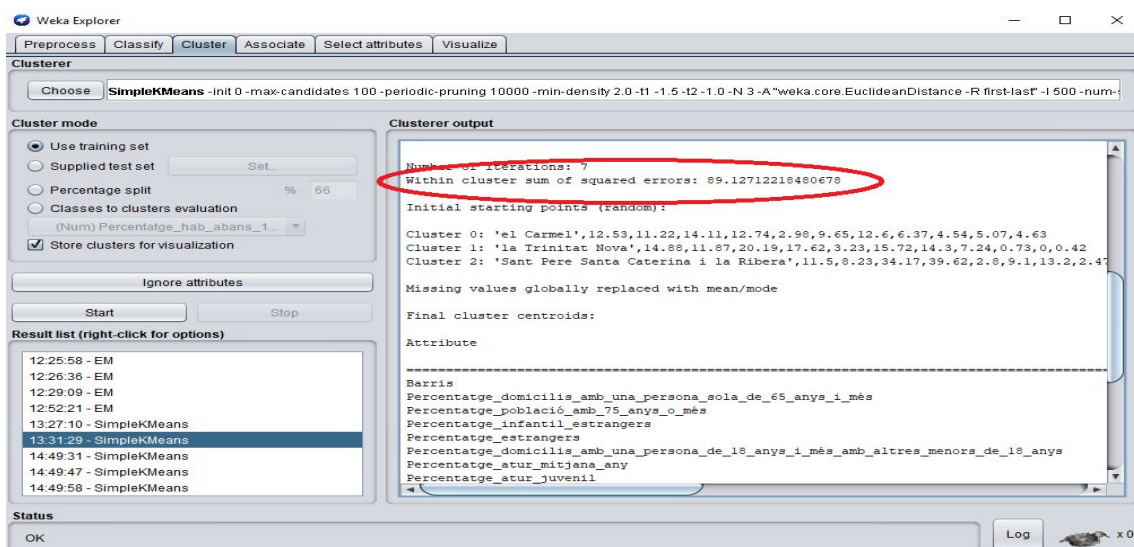 Weka Explorer
Preprocess Classify Cluster Associate Select attributes Visualize
Clusterer
Choose SimpleKMeans -init 0 -max-candidates 100 -periodic-pruning 10000 -min-density 2.0 -t1 -1.5 -t2 -1.0 -N 3 -A "weka.core.EuclideanDistance -R first-last" -I 500 -num-
Cluster mode
Use training set
Supplied test set Set...
Percentage split % 66
Classes to clusters evaluation
(Num) Percentatge_hab_abans_1...
Store clusters for visualization
Ignore attributes
Start Stop
Result list (right-click for options)
12:25:58 - EM
12:26:36 - EM
12:29:09 - EM
12:52:21 - EM
13:27:10 - SimpleKMeans
13:31:29 - SimpleKMeans
14:49:31 - SimpleKMeans
14:49:47 - SimpleKMeans
14:49:58 - SimpleKMeans
Clusterer output
Number of iterations: 7
Within cluster sum of squared errors: 89.12712218480678
Initial starting points (random):
Cluster 0: 'el Carmel',12.53,11.22,14.11,12.74,2.98,9.65,12.6,6.37,4.54,5.07,4.63
Cluster 1: 'la Trinitat Nova',14.88,11.87,20.19,17.62,3.23,15.72,14.3,7.24,0.73,0,0.42
Cluster 2: 'Sant Pere Santa Caterina i la Ribera',11.5,8.23,34.17,39.62,2.8,9.1,13.2,2.47
Missing values globally replaced with mean/mode
Final cluster centroids:
Attribute
================================================================
Barris
Percentatge_domicilis_amb_una_persona_sola_de_65_anys_i_més
Percentatge_població_amb_75_anys_o_més
Percentatge_infantil_estrangers
Percentatge_estrangers
Percentatge_domicilis_amb_una_persona_de_18_anys_i_més_amb_altres_menors_de_18_anys
Percentatge_atur_mitjana_any
Percentatge_atur_juvenil
Status
OK
Log
x 0